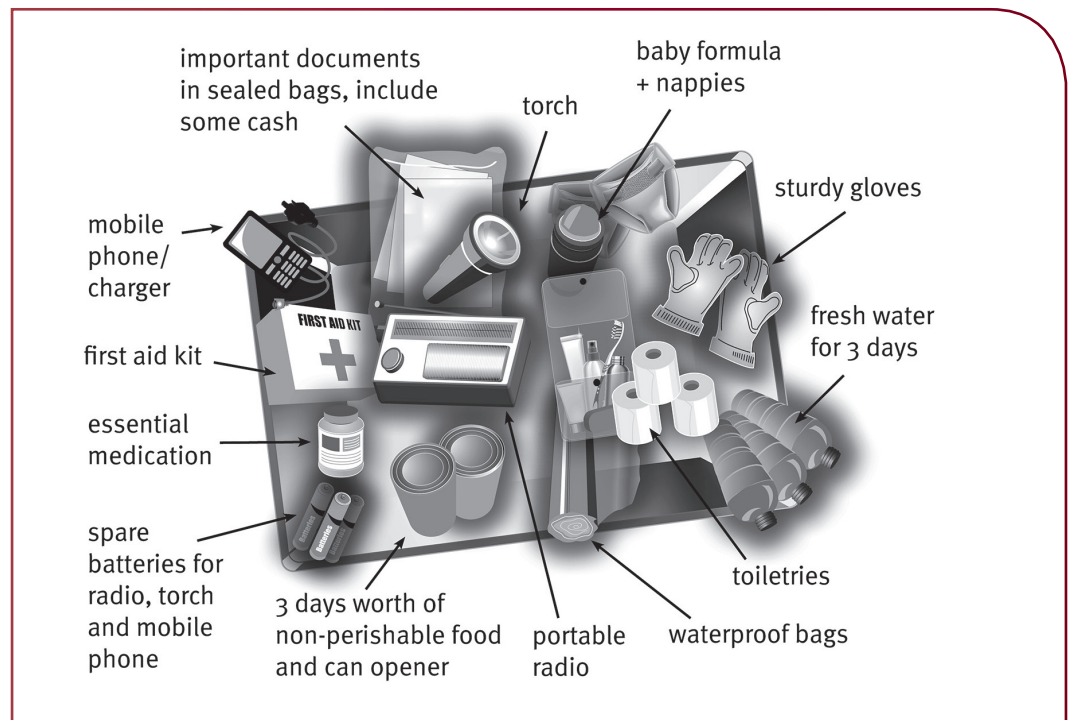 important documents
in sealed bags, include
some cash
baby formula
+ nappies
torch
sturdy gloves
mobile
phone/
charger
fresh water
for 3 days
FIRST AID KIT
first aid kit
essential
medication
Batteries
Batteries
spare
batteries for
radio, torch
and mobile
phone
3 days worth of
non-perishable food
and can opener
portable
radio
waterproof bags
toiletries